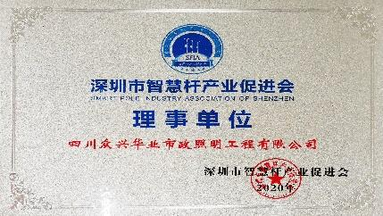 SPIA
深圳市智慧杆产业促进会
SMART POLE INDUSTRY ASSOCIATION OF SHENZHEN
理事单位
四川众兴华业市政照明工程有限公司
深圳市智慧杆产业促进会
2020年